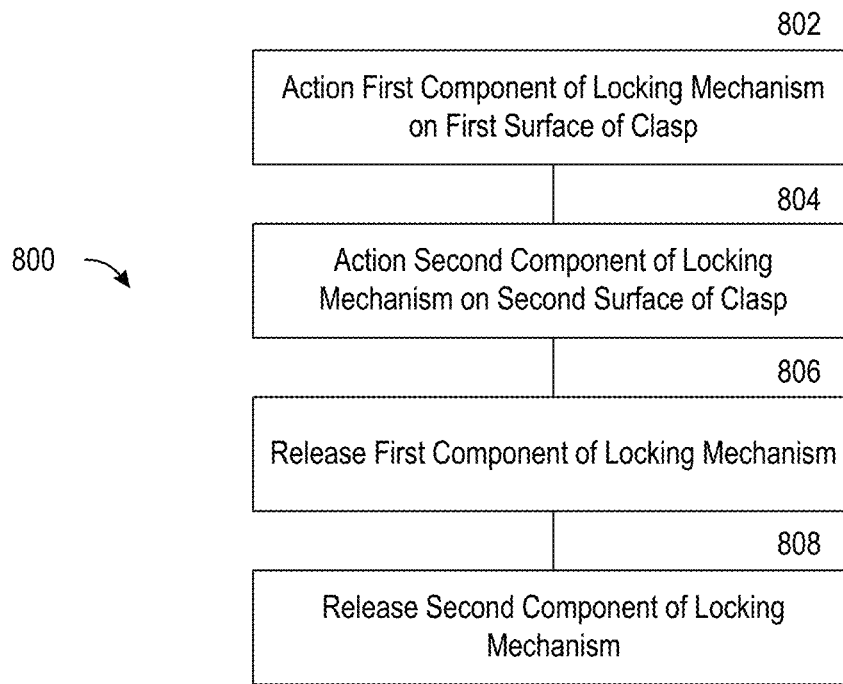 802
Action First Component of Locking Mechanism
on First Surface of Clasp
804
800
Action Second Component of Locking
Mechanism on Second Surface of Clasp
806
Release First Component of Locking Mechanism
808
Release Second Component of Locking
Mechanism